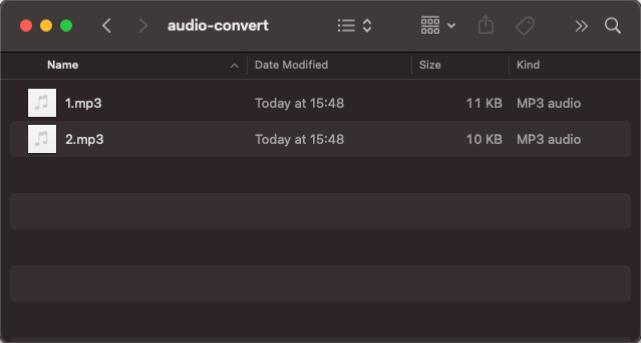 audio-convert
Name Date Modified Size Kind
1.mp3 Today at 15:48 11 KB MP3 audio
2.mp3 Today at 15:48 10 KB MP3 audio